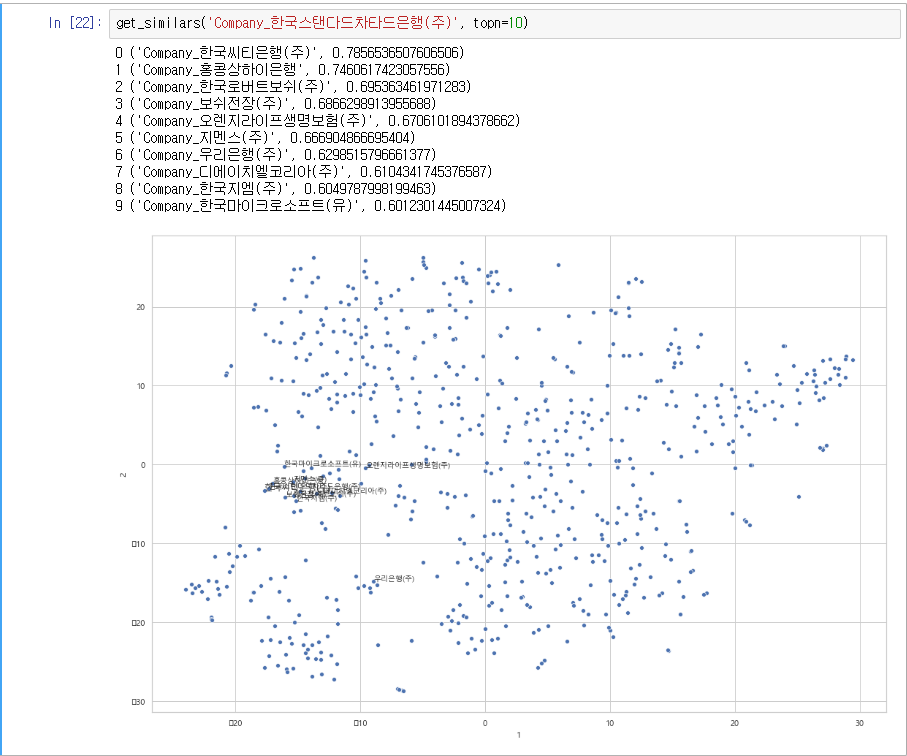 In [22]: get_similars('Company_한국스탠다드차타드은행(주)', topn=10)
0 ('Company_한국씨티은행(주)', 0.7856536507606506)
1 ('Company_홍콩상하이은행', 0.7460617423057556)
2 ('Company_한국로버트보쉬(주)', 0.695363461971283)
3 ('Company_보쉬전장(주)', 0.6866298913955688)
4 ('Company_오렌지라이프생명보험(주)', 0.6706101894378662)
5 ('Company_지멘스(주)', 0.666904866695404)
6 ('Company_우리은행(주)', 0.6298515796661377)
7 ('Company_디에이치엘코리아(주)', 0.6104341745376587)
8 ('Company_한국지엠(주)', 0.6049787998199463)
9 ('Company_한국마이크로소프트(유)', 0.6012301445007324)
20
10
한국마이크로소프트(유) 오렌지라이프생명보험(주)
0
2
□10
우리은행(주)
□20
□30
□20 □10 0 10 20 30
1